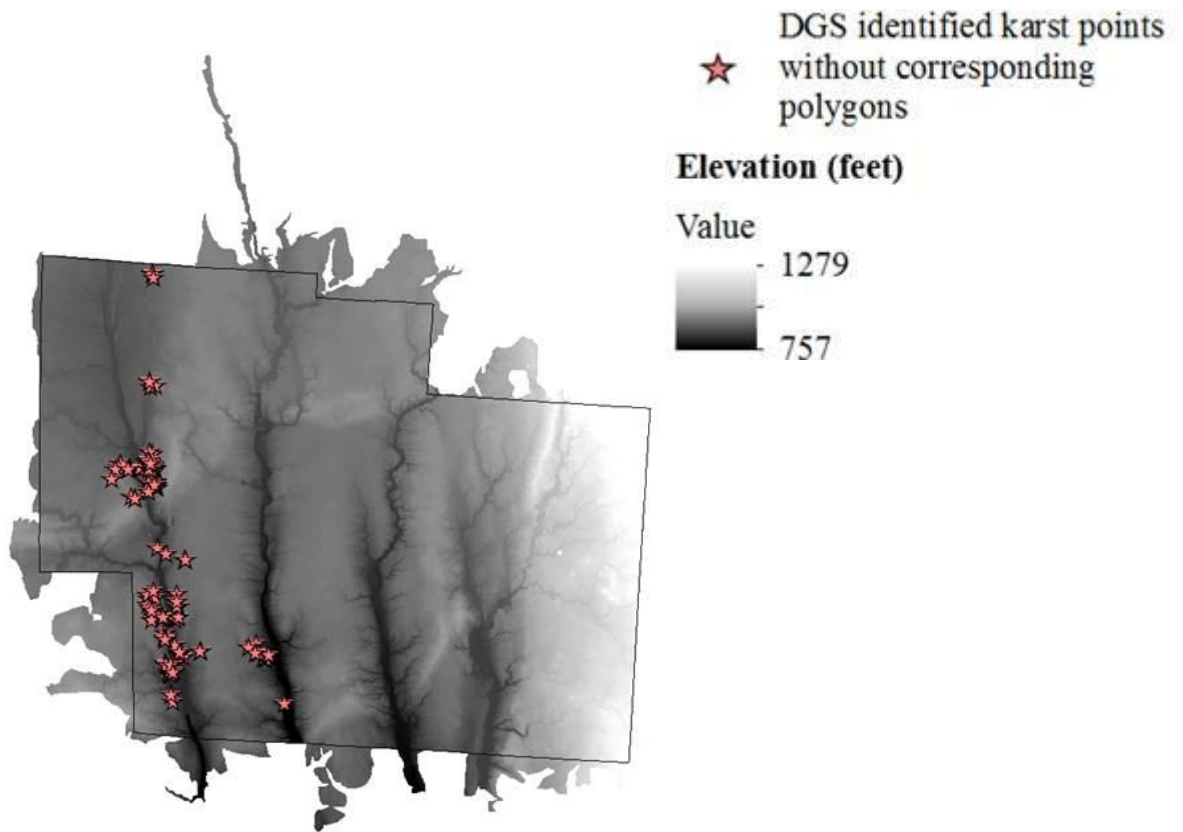 DGS identified karst points
without corresponding
polygons
Elevation (feet)
Value
1279
757